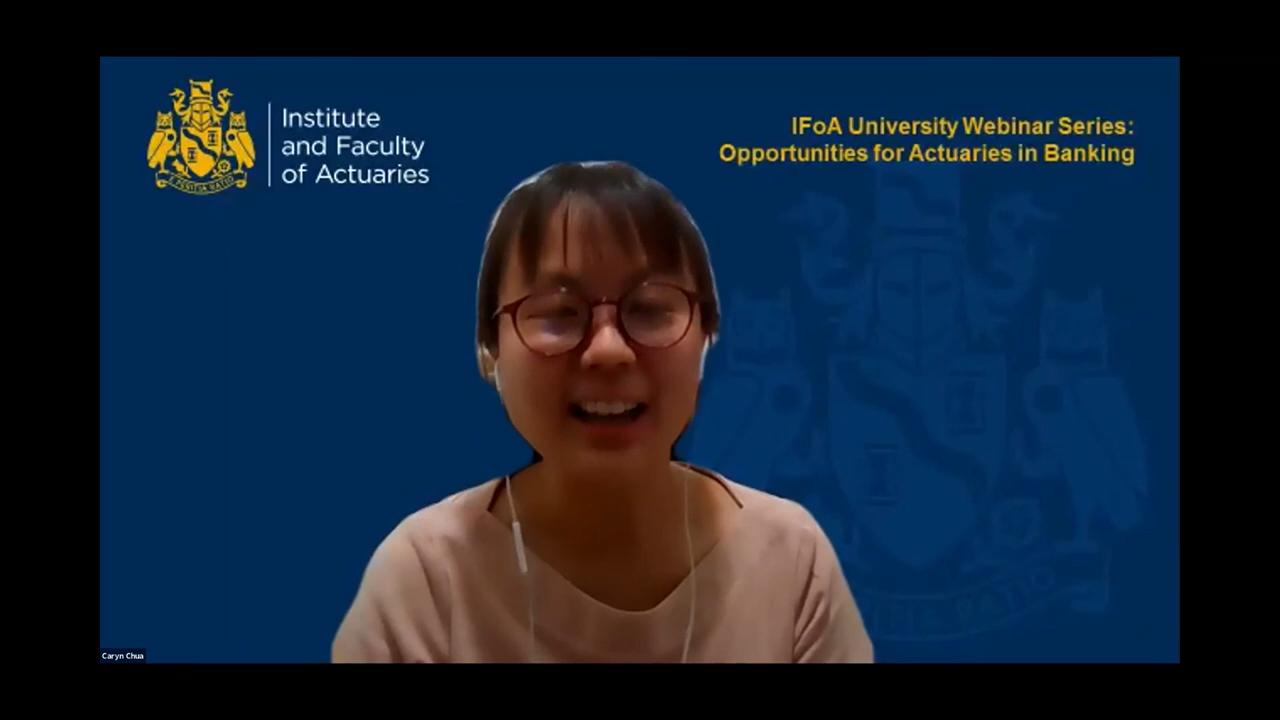 Institute
and Faculty
of Actuaries
IFoA University Webinar Series:
Opportunities for Actuaries in Banking
Caryn Chua